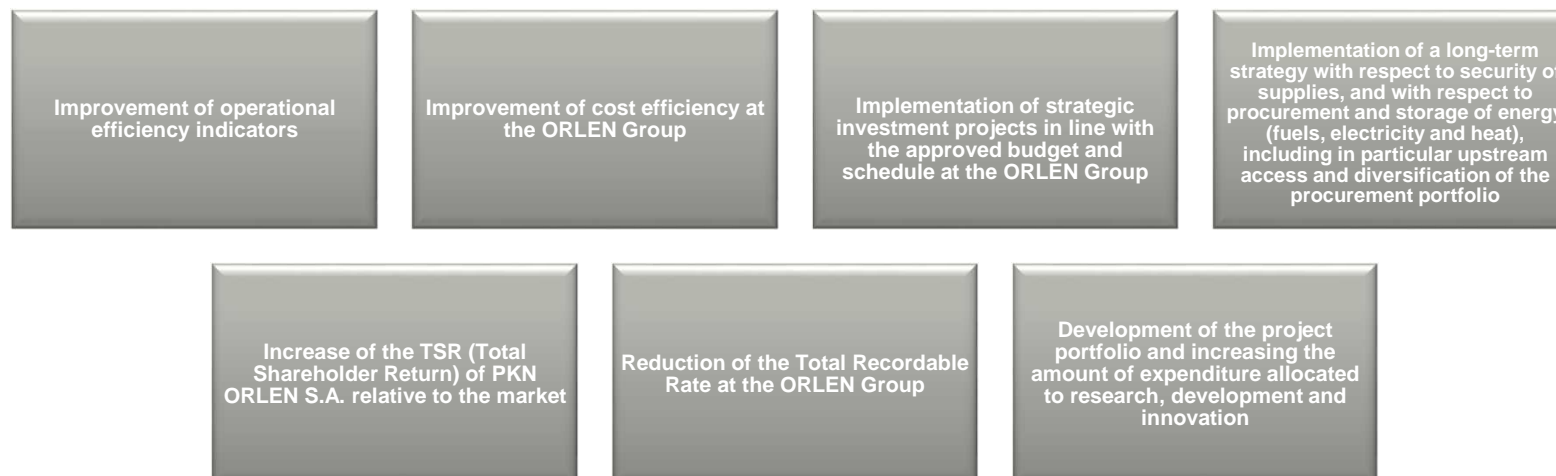 Improvement of operational
efficiency indicators
Improvement of cost efficiency at
the ORLEN Group
Implementation of strategic
investment projects in line with
the approved budget and
schedule at the ORLEN Group
Implementation of a long-term
strategy with respect to security of
supplies, and with respect to
procurement and storage of energy
(fuels, electricity and heat),
including in particular upstream
access and diversification of the
procurement portfolio
Increase of the TSR (Total
Shareholder Return) of PKN
ORLEN S.A. relative to the market
Reduction of the Total Recordable
Rate at the ORLEN Group
Development of the project
portfolio and increasing the
amount of expenditure allocated
to research, development and
innovation